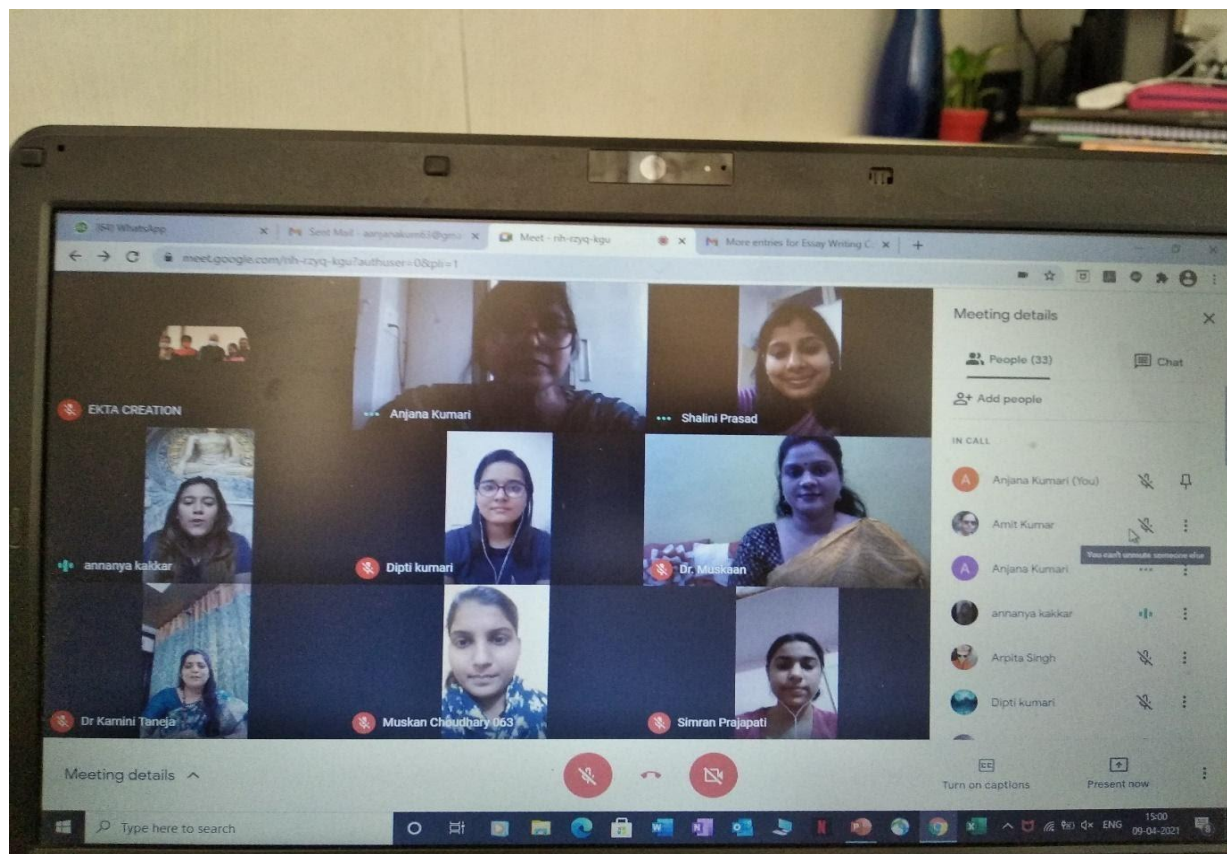 (64) WhatsApp
Meet - rih-rzyq-kgu
More entries for Essay Writing C
meet.google.com/rih-rzyq-kgu?authuser=0&pli=1
EKTA CREATION
Anjana Kumari
Shalini Prasad
annanya kakkar
Dipti kumari
Dr. Muskaan
Dr Kamini Taneja
Muskan Choudhary 063
Simran Prajapati
Meeting details
People (33)
Chat
Add people
IN CALL
A
Anjana Kumari (You)
Amit Kumar
You can't unmute someone else
A
Anjana Kumari
annanya kakkar
Arpita Singh
Dipti kumari
Meeting details
CC
Turn on captions
Present now
Type here to search
ENG
15:00
09-04-2021